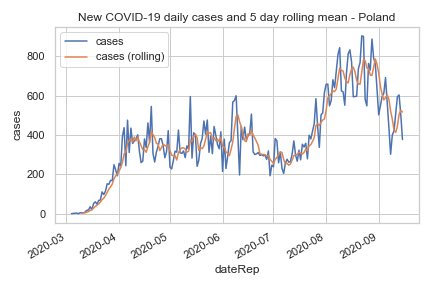 New COVID-19 daily cases and 5 day rolling mean - Poland
cases
cases (rolling)
800
600
400
200
0
cases
2020-03
2020-04
2020-05
2020-06
2020-07
2020-08
2020-09
dateRep